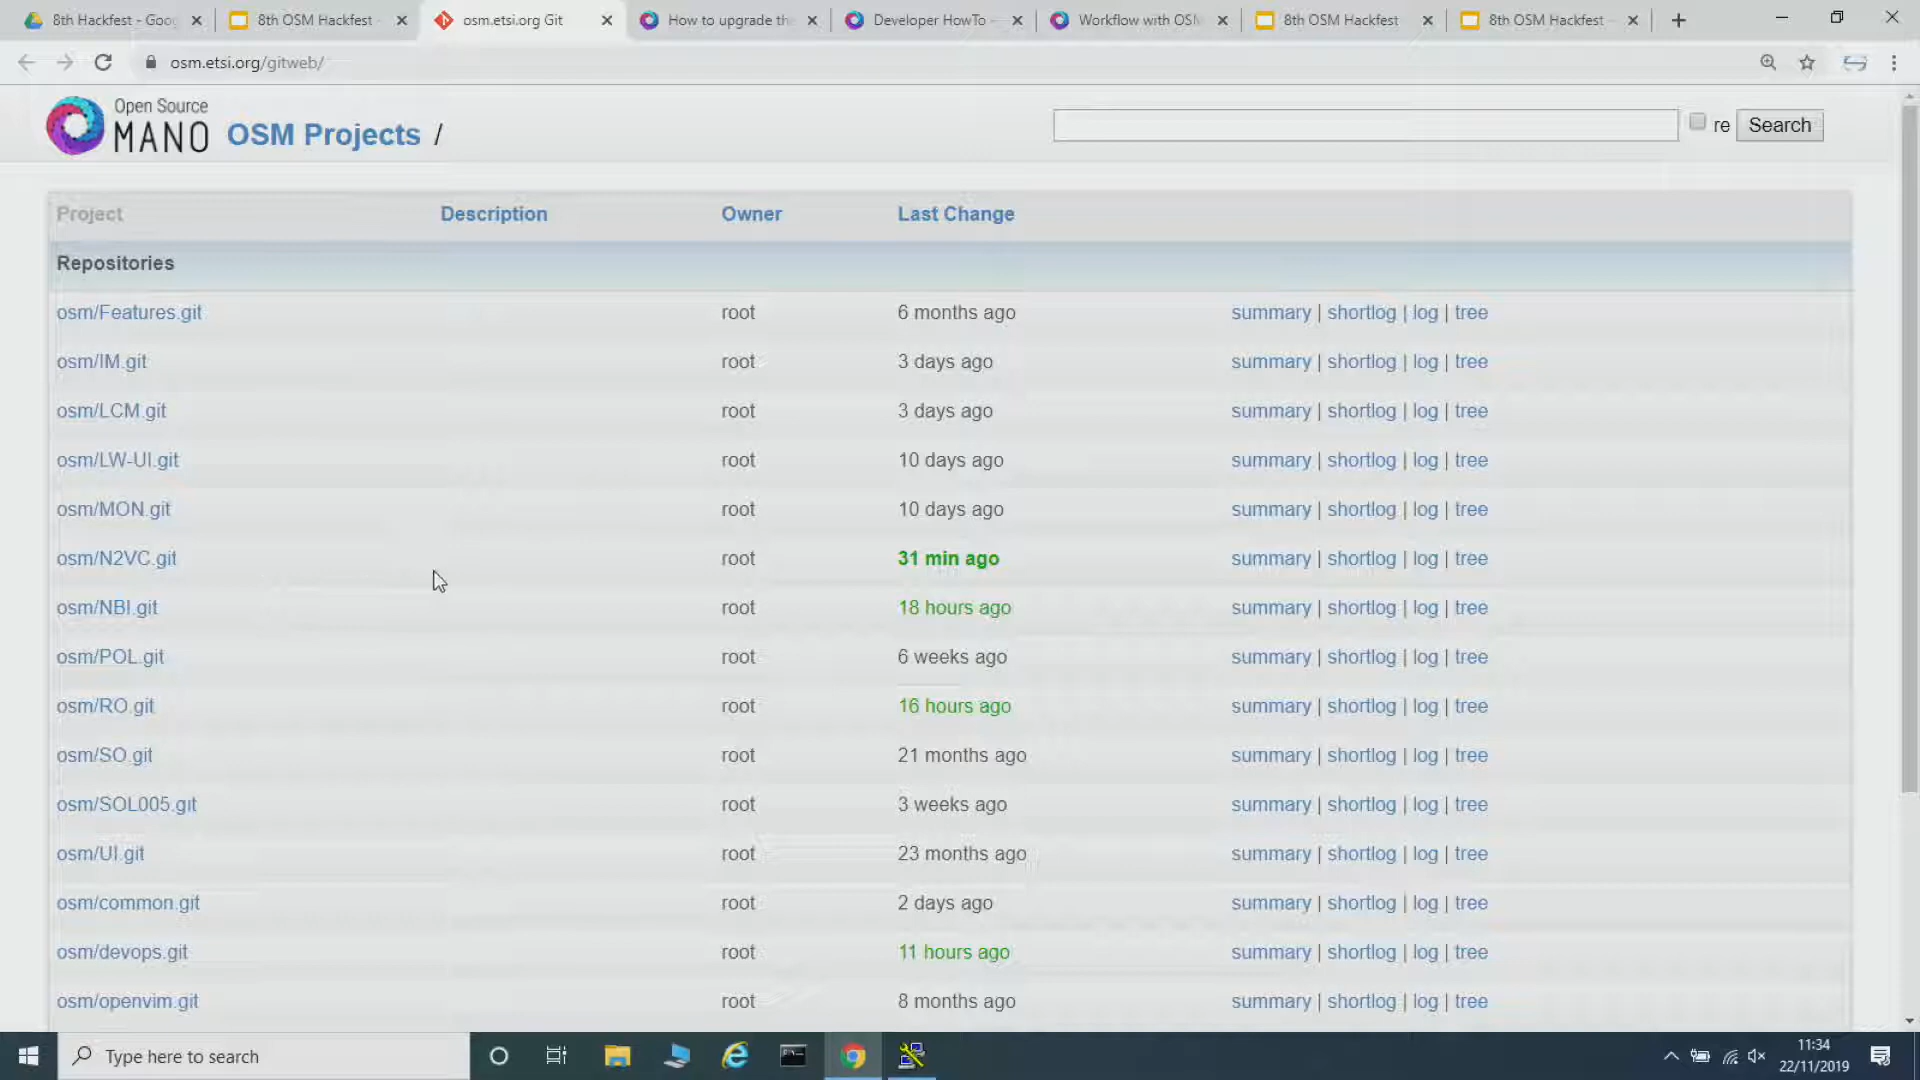 8th Hackfest - Goog
8th OSM Hackfest -
osm.etsi.org Git
How to upgrade the
Developer HowTo -
Workflow with OSM
8th OSM Hackfest
8th OSM Hackfest -
osm.etsi.org/gitweb/
Open Source
MANO
OSM Projects /
re
Search
Project Description Owner Last Change
Repositories
osm/Features.git root 6 months ago summary | shortlog | log | tree
osm/IM.git root 3 days ago summary | shortlog | log | tree
osm/LCM.git root 3 days ago summary | shortlog | log | tree
osm/LW-UI.git root 10 days ago summary | shortlog | log | tree
osm/MON.git root 10 days ago summary | shortlog | log | tree
osm/N2VC.git root 31 min ago summary | shortlog | log | tree
osm/NBI.git root 18 hours ago summary | shortlog | log | tree
osm/POL.git root 6 weeks ago summary | shortlog | log | tree
osm/RO.git root 16 hours ago summary | shortlog | log | tree
osm/SO.git root 21 months ago summary | shortlog | log | tree
osm/SOL005.git root 3 weeks ago summary | shortlog | log | tree
osm/UI.git root 23 months ago summary | shortlog | log | tree
osm/common.git root 2 days ago summary | shortlog | log | tree
osm/devops.git root 11 hours ago summary | shortlog | log | tree
osm/openvim.git root 8 months ago summary | shortlog | log | tree
Type here to search
11:34
22/11/2019